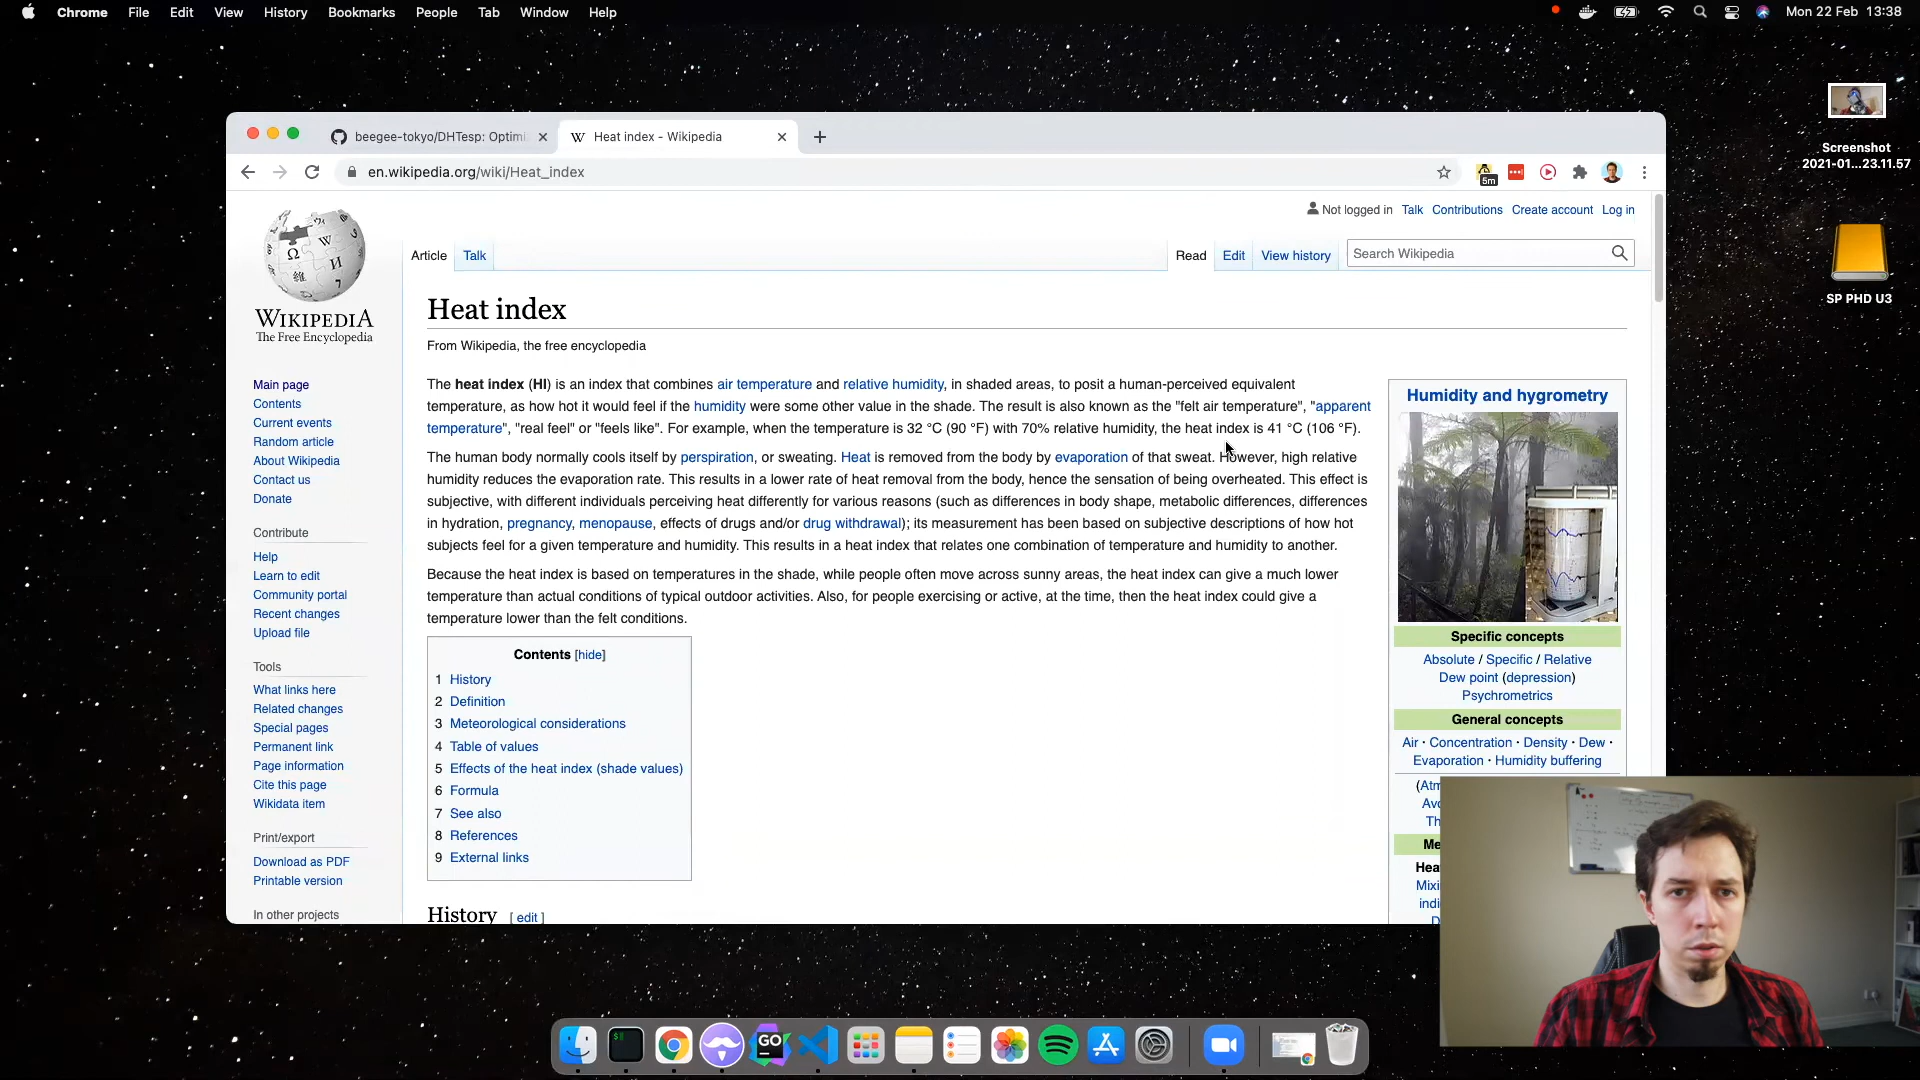 Chrome File Edit View History Bookmarks People Tab Window Help
Mon 22 Feb 13:38
Screenshot
2021-01...23.11.57
SP PHD U3
beegee-tokyo/DHTesp: Optimi
W Heat index - Wikipedia
en.wikipedia.org/wiki/Heat_index
5m
Not logged in Talk Contributions Create account Log in
Article Talk
Read Edit View history
Search Wikipedia
WIKIPEDIA
The Free Encyclopedia
Main page
Contents
Current events
Random article
About Wikipedia
Contact us
Donate
Contribute
Help
Learn to edit
Community portal
Recent changes
Upload file
Tools
What links here
Related changes
Special pages
Permanent link
Page information
Cite this page
Wikidata item
Print/export
Download as PDF
Printable version
In other projects
Heat index
From Wikipedia, the free encyclopedia
The heat index (HI) is an index that combines air temperature and relative humidity, in shaded areas, to posit a human-perceived equivalent
temperature, as how hot it would feel if the humidity were some other value in the shade. The result is also known as the "felt air temperature", "apparent
temperature", "real feel" or "feels like". For example, when the temperature is 32 °C (90 °F) with 70% relative humidity, the heat index is 41 °C (106 °F).
The human body normally cools itself by perspiration, or sweating. Heat is removed from the body by evaporation of that sweat. However, high relative
humidity reduces the evaporation rate. This results in a lower rate of heat removal from the body, hence the sensation of being overheated. This effect is
subjective, with different individuals perceiving heat differently for various reasons (such as differences in body shape, metabolic differences, differences
in hydration, pregnancy, menopause, effects of drugs and/or drug withdrawal); its measurement has been based on subjective descriptions of how hot
subjects feel for a given temperature and humidity. This results in a heat index that relates one combination of temperature and humidity to another.
Because the heat index is based on temperatures in the shade, while people often move across sunny areas, the heat index can give a much lower
temperature than actual conditions of typical outdoor activities. Also, for people exercising or active, at the time, then the heat index could give a
temperature lower than the felt conditions.
Contents [hide]
1 History
2 Definition
3 Meteorological considerations
4 Table of values
5 Effects of the heat index (shade values)
6 Formula
7 See also
8 References
9 External links
History [ edit ]
Humidity and hygrometry
Specific concepts
Absolute / Specific / Relative
Dew point (depression)
Psychrometrics
General concepts
Air · Concentration · Density · Dew ·
Evaporation · Humidity buffering
(Atm
Avo
Th
Me
Hea
Mixi
indi
D
GO